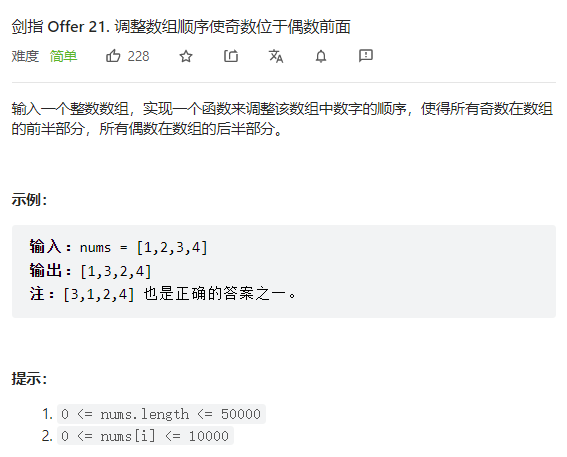 剑指 Offer 21. 调整数组顺序使奇数位于偶数前面
难度 简单 228
输入一个整数数组，实现一个函数来调整该数组中数字的顺序，使得所有奇数在数组
的前半部分，所有偶数在数组的后半部分。
示例：
输入：nums = [1,2,3,4]
输出：[1,3,2,4]
注：[3,1,2,4] 也是正确的答案之一。
提示：
1. 0 <= nums.length <= 50000
2. 0 <= nums[i] <= 10000